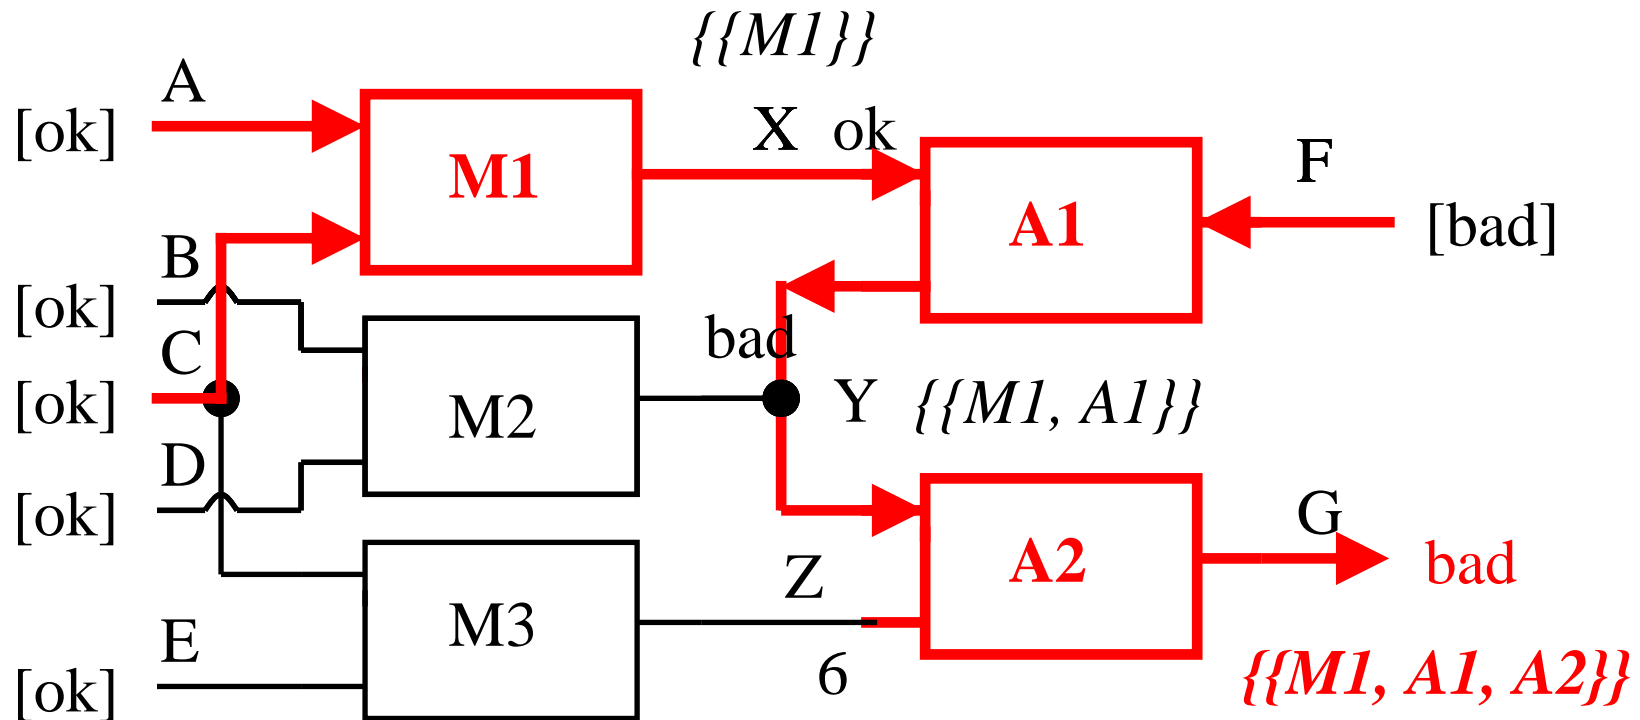 {{M1}}
A
[ok]
M1
X ok
F
A1
[bad]
B
[ok]
bad
C
[ok]
M2
Y {{M1, A1}}
D
[ok]
G
A2
bad
Z
M3
E
6
[ok]
{{M1, A1, A2}}